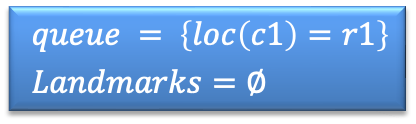 queue = {loc(c1) = r1}
Landmarks = ∅